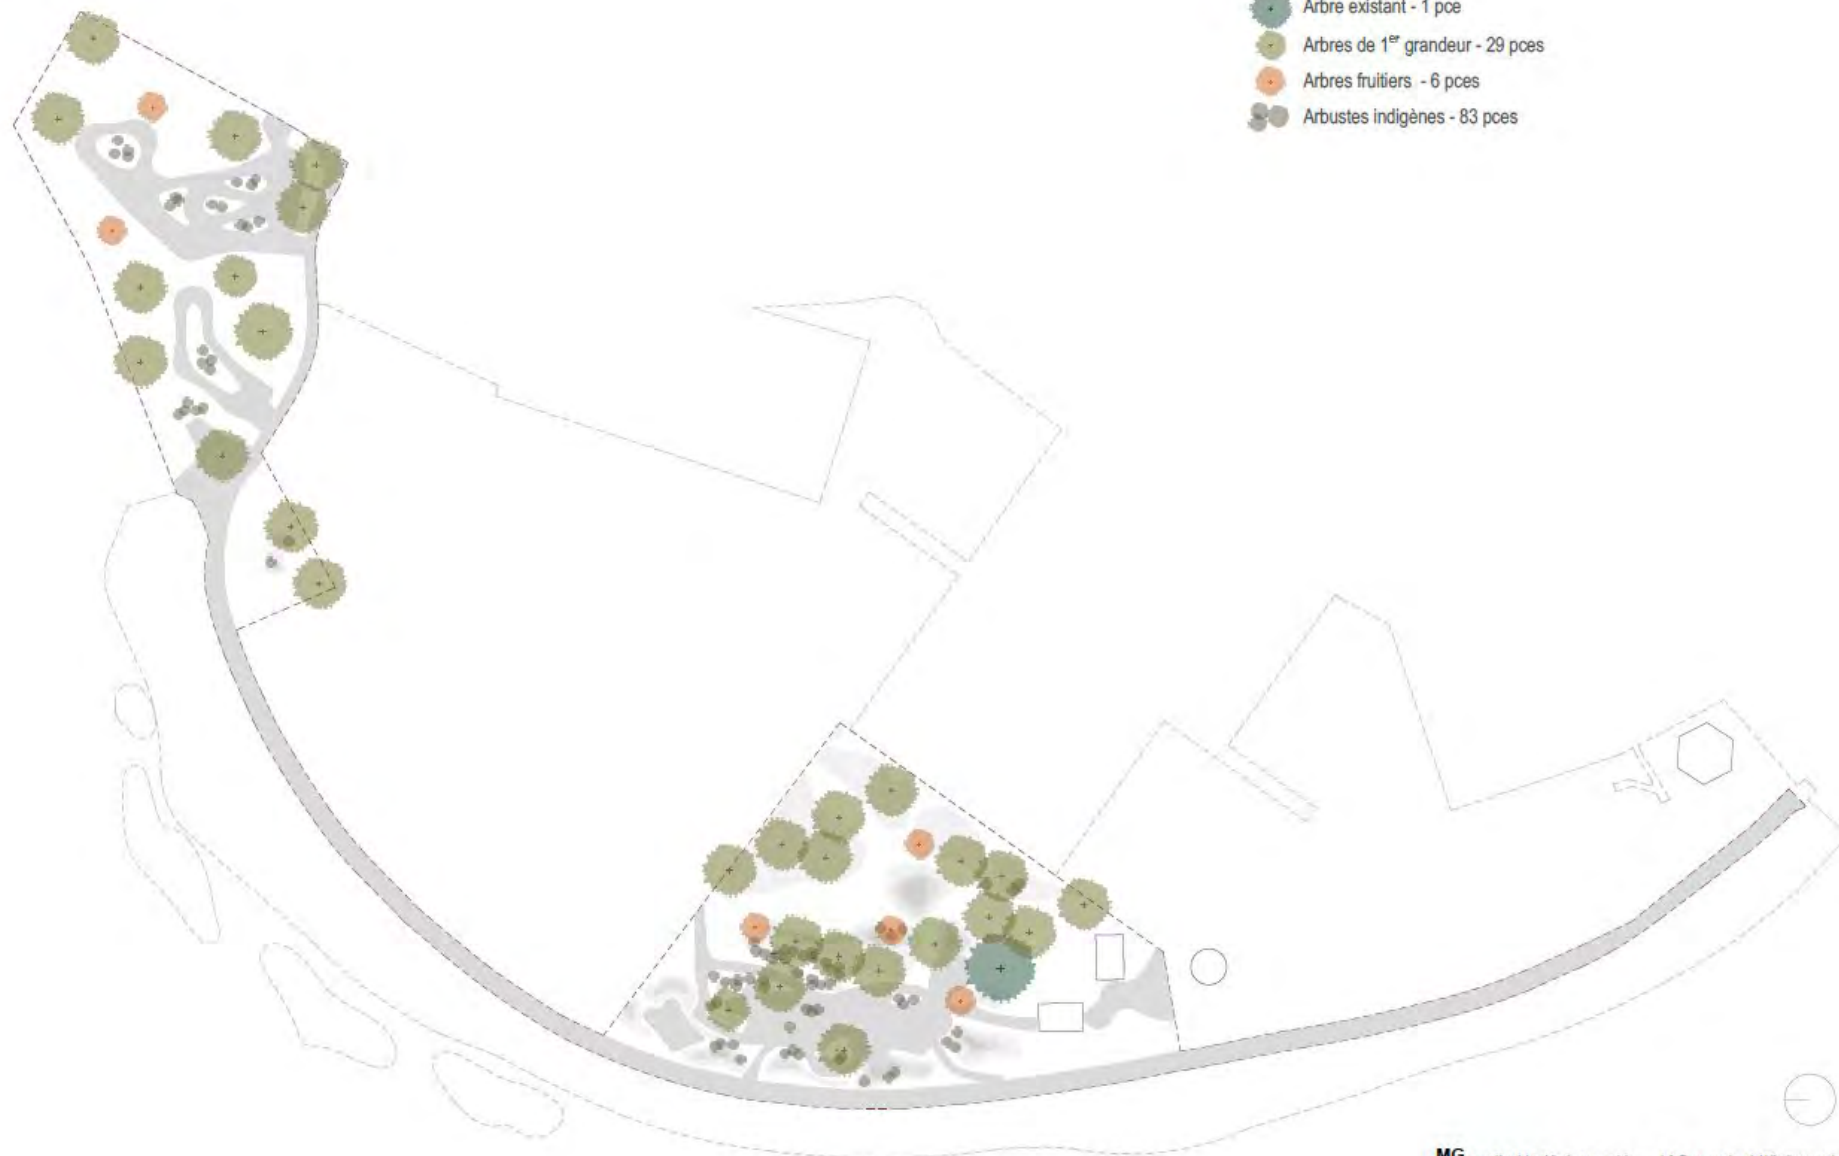 Arbre existant - 1 pce
Arbres de 1er grandeur - 29 pces
Arbres fruitiers - 6 pces
Arbustes indigènes - 83 pces
MG